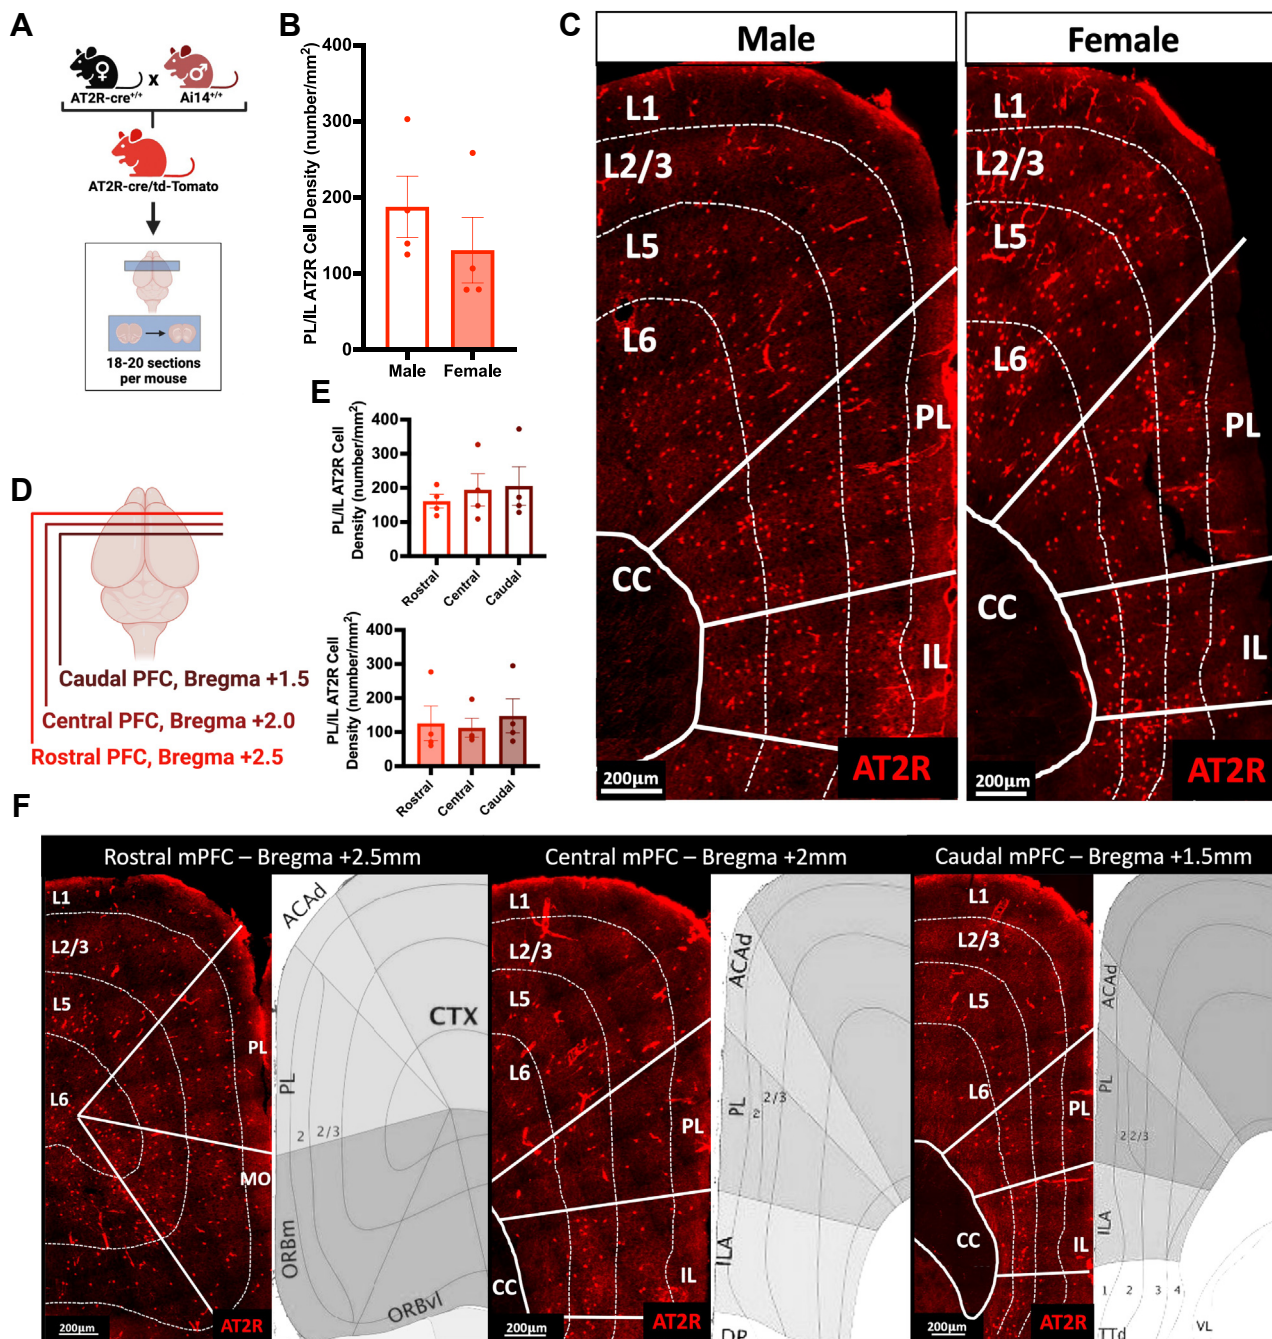 A
♀ x ♂
AT2R-cre+/+ Ai14+/+
AT2R-cre/td-Tomato
18-20 sections
per mouse
B
PL/IL AT2R Cell Density (number/mm²)
400
300
200
100
0
Male Female
C
Male
L1
L2/3
L5
L6
PL
CC
IL
200μm
AT2R
Female
L1
L2/3
L5
L6
PL
CC
IL
200μm
AT2R
D
Caudal PFC, Bregma +1.5
Central PFC, Bregma +2.0
Rostral PFC, Bregma +2.5
E
PL/IL AT2R Cell
Density (number/mm²)
400
300
200
100
0
Rostral Central Caudal
PL/IL AT2R Cell
Density (number/mm²)
400
300
200
100
0
Rostral Central Caudal
F
Rostral mPFC – Bregma +2.5mm
L1
L2/3
L5
L6
PL
MO
200μm
AT2R
ACAd
CTX
PL
2 2/3
ORBm
ORBvl
Central mPFC – Bregma +2mm
L1
L2/3
L5
L6
PL
CC
IL
200μm
AT2R
ACAd
PL
2 2/3
ILA
DP
Caudal mPFC – Bregma +1.5mm
L1
L2/3
L5
L6
PL
CC
IL
200μm
AT2R
ACAd
PL
2 2/3
ILA
1 2 3 4
TTd
VL